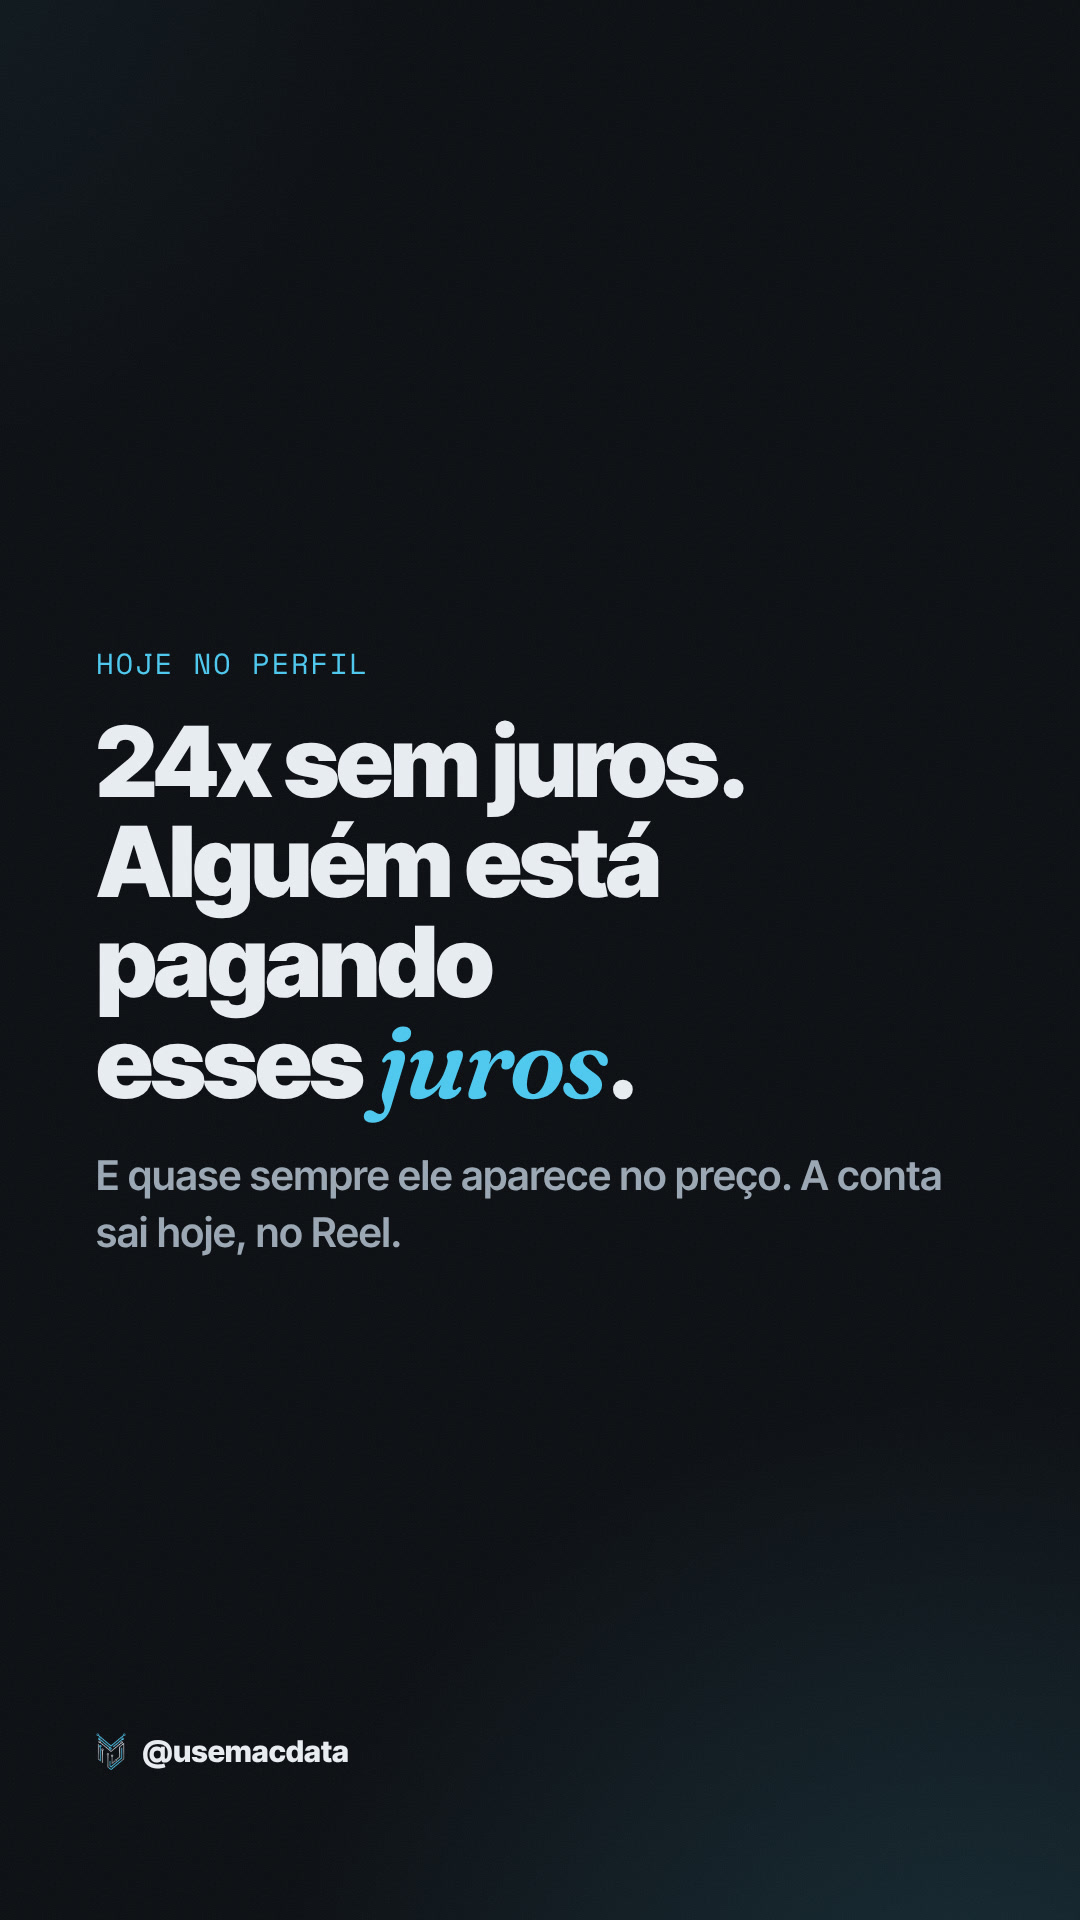 HOJE NO PERFIL
24x sem juros.
Alguém está
pagando
esses juros.
E quase sempre ele aparece no preço. A conta
sai hoje, no Reel.
@usemacdata